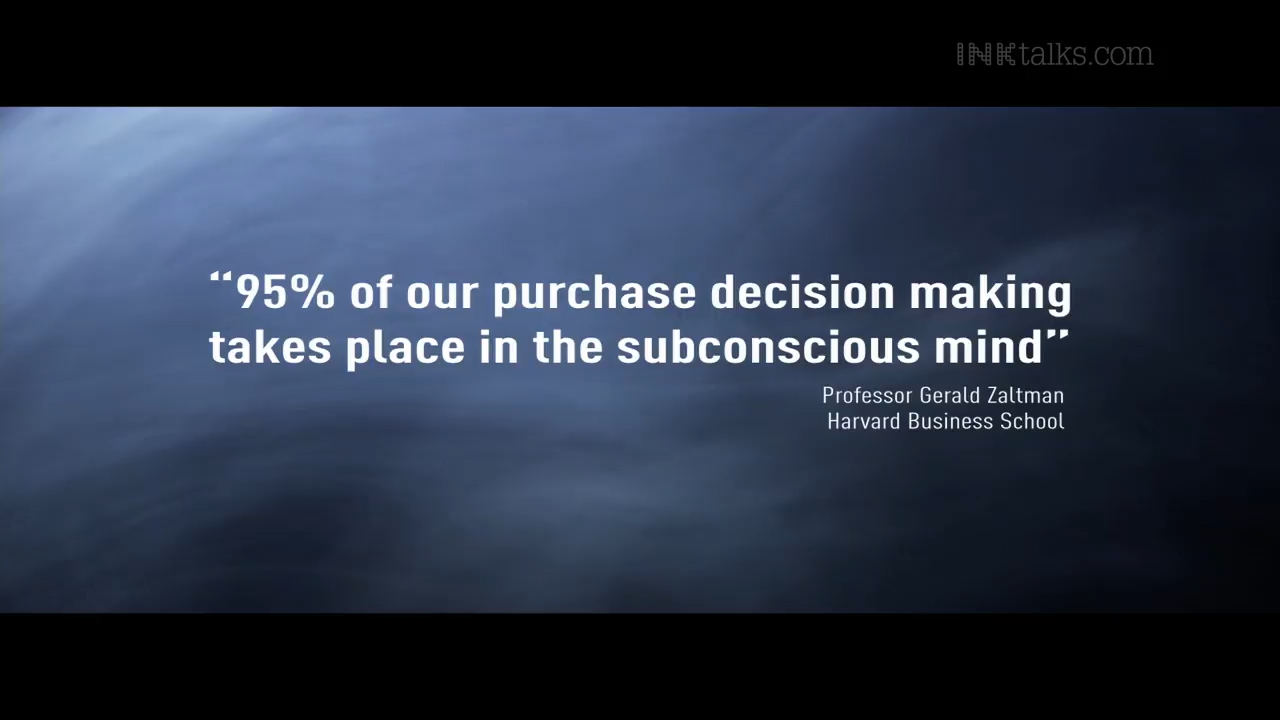 INKtalks.com
“95% of our purchase decision making
takes place in the subconscious mind”
Professor Gerald Zaltman
Harvard Business School